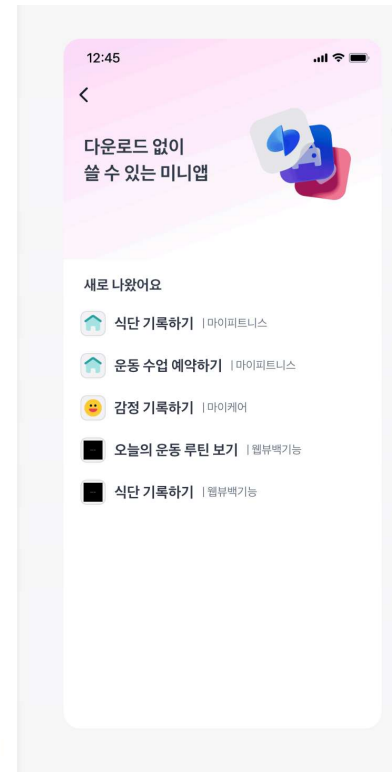 12:45
다운로드 없이
쓸 수 있는 미니앱
새로 나왔어요
식단 기록하기 | 마이피트니스
운동 수업 예약하기 | 마이피트니스
감정 기록하기 | 마이케어
오늘의 운동 루틴 보기 | 웹뷰백기능
식단 기록하기 | 웹뷰백기능